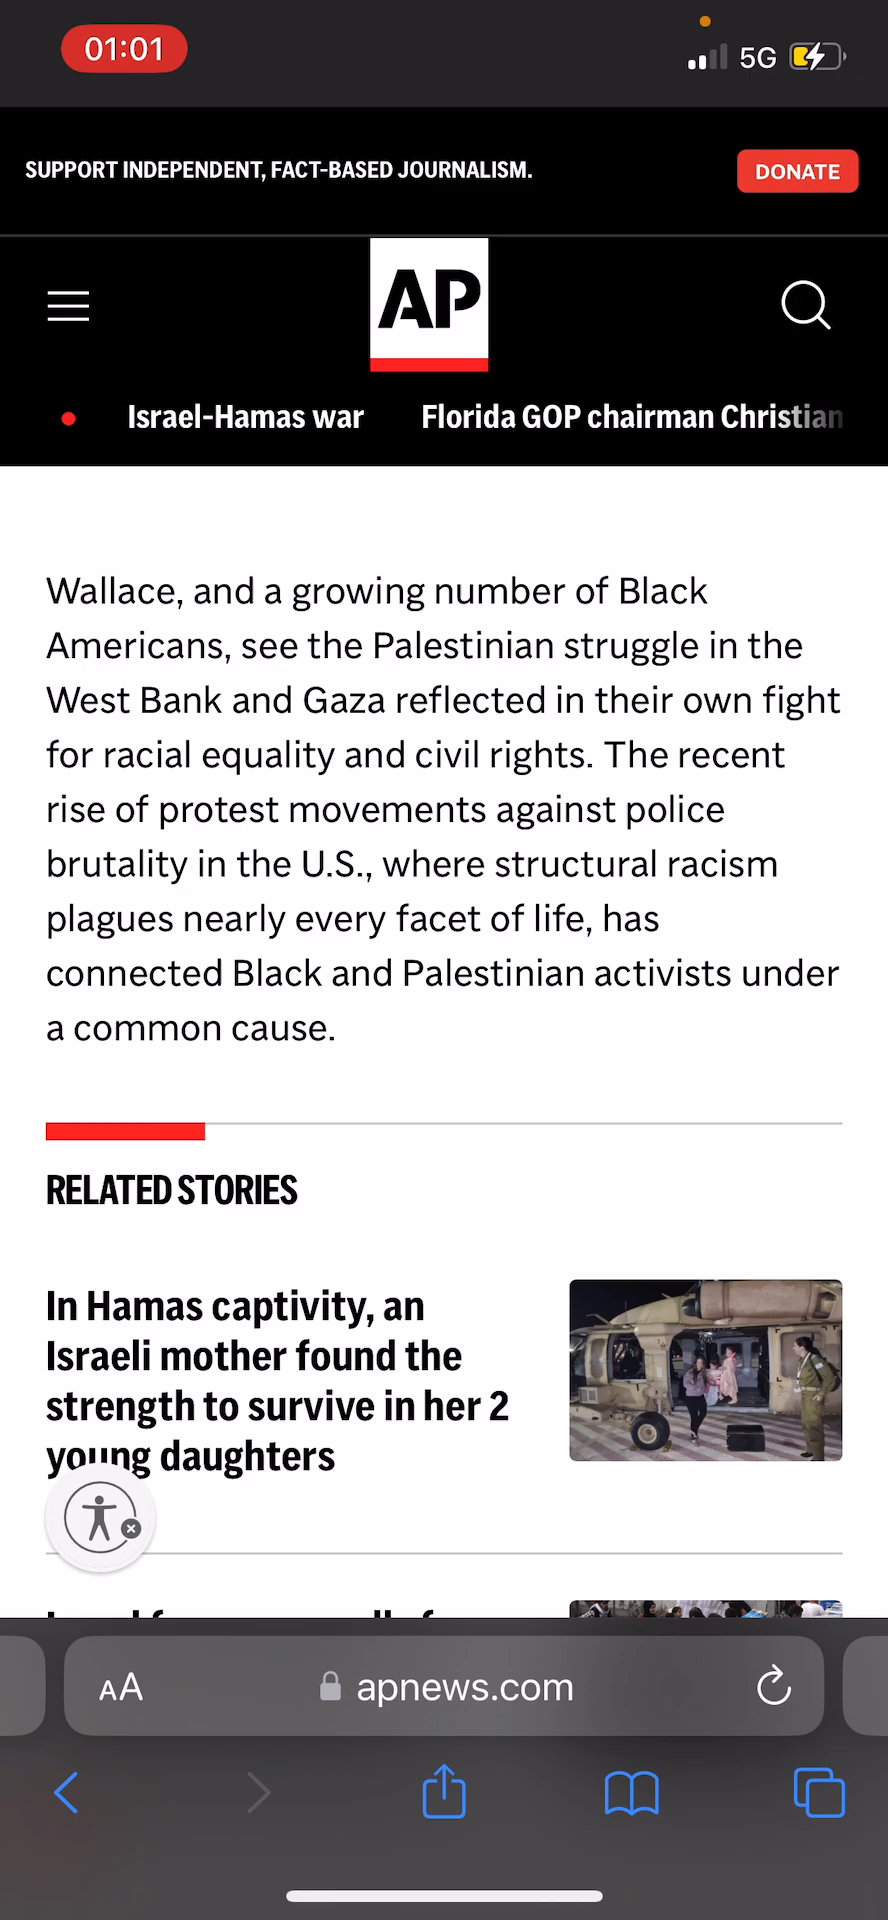 01:01
5G
SUPPORT INDEPENDENT, FACT-BASED JOURNALISM.
DONATE
AP
Israel-Hamas war
Florida GOP chairman Christian
Wallace, and a growing number of Black
Americans, see the Palestinian struggle in the
West Bank and Gaza reflected in their own fight
for racial equality and civil rights. The recent
rise of protest movements against police
brutality in the U.S., where structural racism
plagues nearly every facet of life, has
connected Black and Palestinian activists under
a common cause.
RELATED STORIES
In Hamas captivity, an
Israeli mother found the
strength to survive in her 2
young daughters
AA
apnews.com